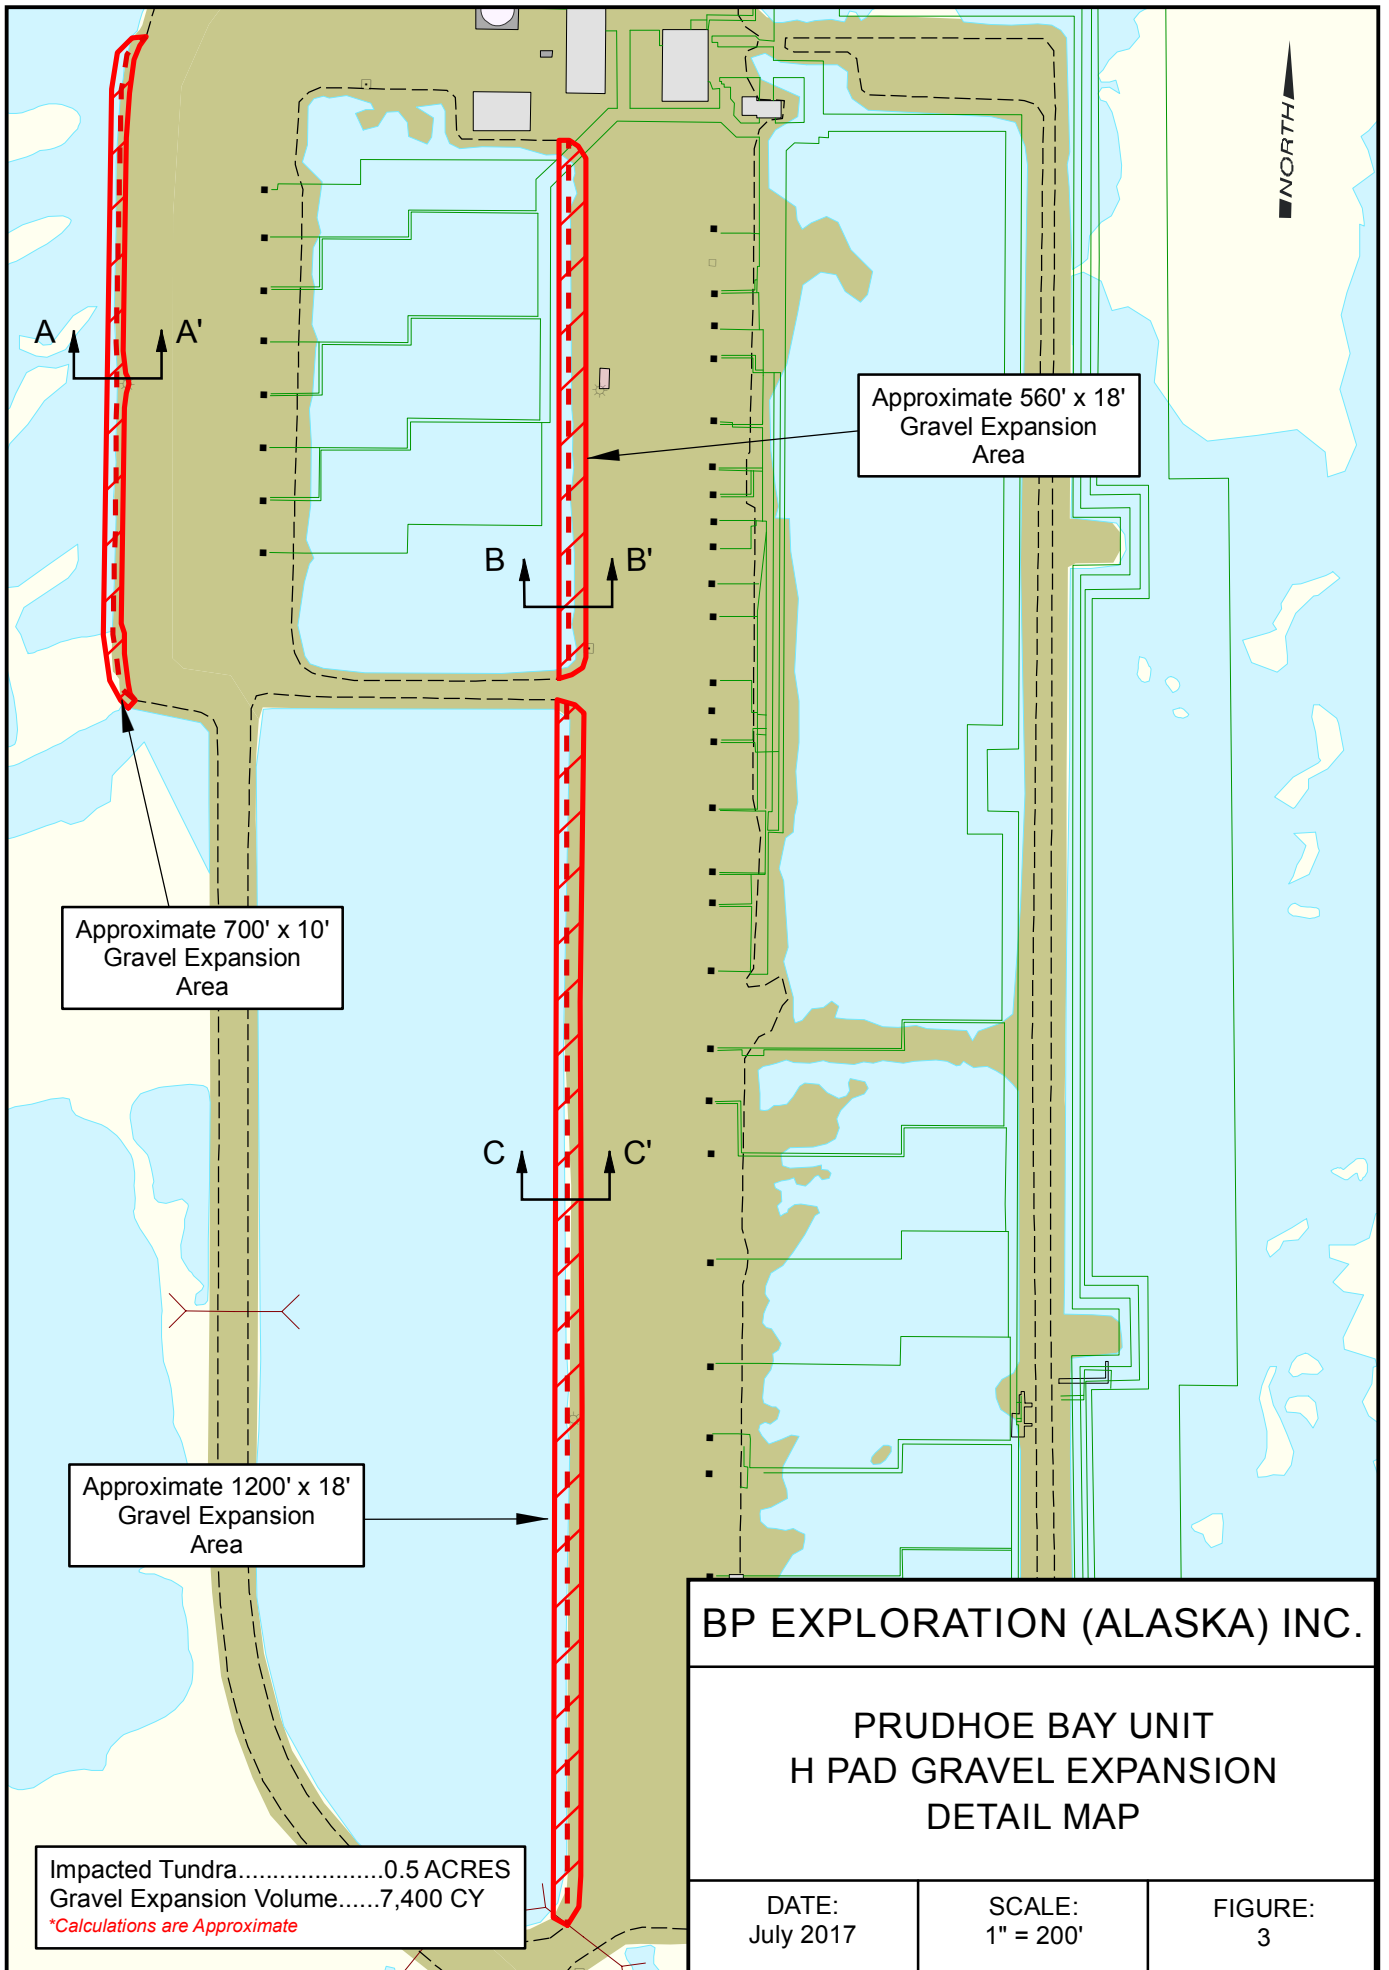 NORTH
A A'
Approximate 560' x 18'
Gravel Expansion
Area
B B'
Approximate 700' x 10'
Gravel Expansion
Area
C C'
Approximate 1200' x 18'
Gravel Expansion
Area
BP EXPLORATION (ALASKA) INC.
PRUDHOE BAY UNIT
H PAD GRAVEL EXPANSION
DETAIL MAP
Impacted Tundra.....................0.5 ACRES
Gravel Expansion Volume......7,400 CY
*Calculations are Approximate
DATE:
July 2017
SCALE:
1" = 200'
FIGURE:
3